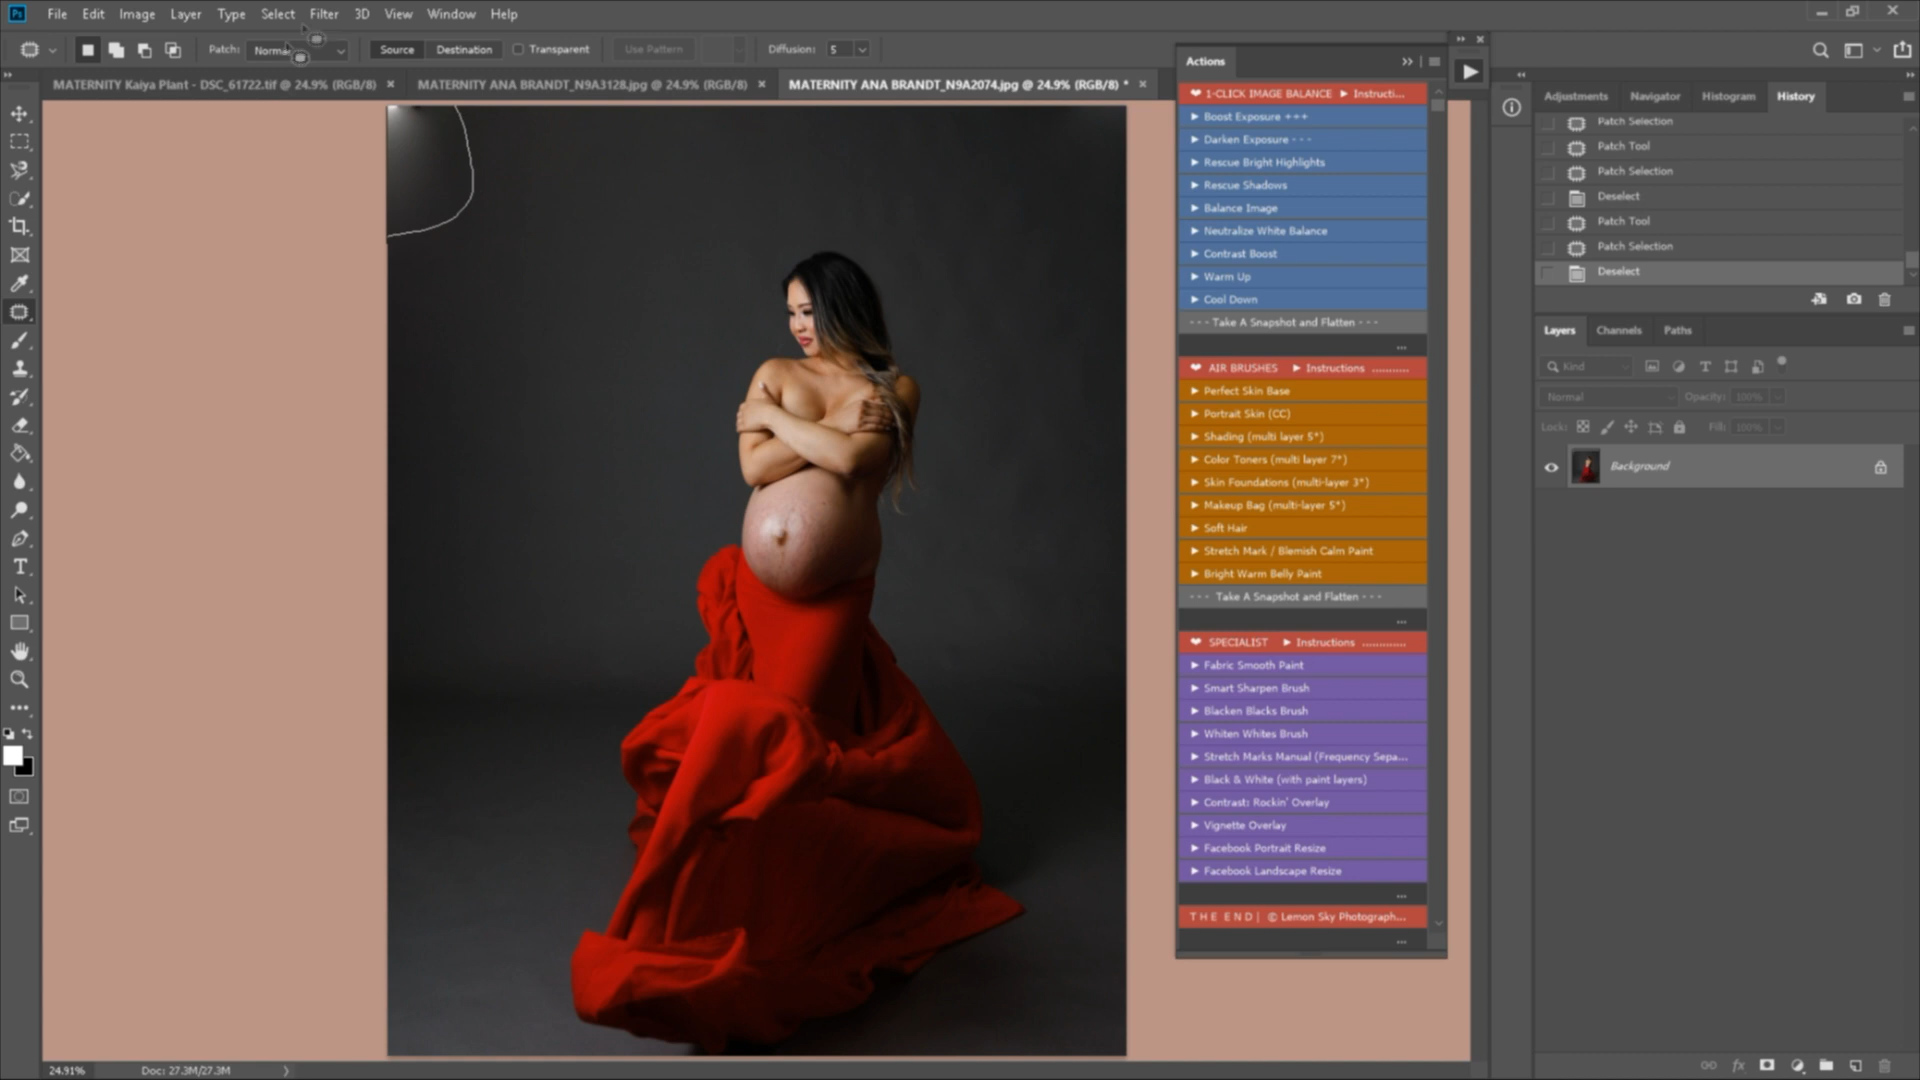 Ps File Edit Image Layer Type Select Filter 3D View Window Help
Patch: Normal Source Destination Transparent Use Pattern Diffusion: 5
MATERNITY Kaiya Plant - DSC_61722.tif @ 24.9% (RGB/8) MATERNITY ANA BRANDT_N9A3128.jpg @ 24.9% (RGB/8) MATERNITY ANA BRANDT_N9A2074.jpg @ 24.9% (RGB/8) *
Actions
❤ 1-CLICK IMAGE BALANCE ► Instructi...
► Boost Exposure +++
► Darken Exposure - - -
► Rescue Bright Highlights
► Rescue Shadows
► Balance Image
► Neutralize White Balance
► Contrast Boost
► Warm Up
► Cool Down
- - - Take A Snapshot and Flatten - - -
...
❤ AIR BRUSHES ► Instructions ...........
► Perfect Skin Base
► Portrait Skin (CC)
► Shading (multi layer 5*)
► Color Toners (multi layer 7*)
► Skin Foundations (multi-layer 3*)
► Makeup Bag (multi-layer 5*)
► Soft Hair
► Stretch Mark / Blemish Calm Paint
► Bright Warm Belly Paint
- - - Take A Snapshot and Flatten - - -
...
❤ SPECIALIST ► Instructions .............
► Fabric Smooth Paint
► Smart Sharpen Brush
► Blacken Blacks Brush
► Whiten Whites Brush
► Stretch Marks Manual (Frequency Sepa...
► Black & White (with paint layers)
► Contrast: Rockin' Overlay
► Vignette Overlay
► Facebook Portrait Resize
► Facebook Landscape Resize
...
T H E E N D | © Lemon Sky Photograph...
...
Adjustments Navigator Histogram History
Patch Selection
Patch Tool
Patch Selection
Deselect
Patch Tool
Patch Selection
Deselect
Layers Channels Paths
Kind
Normal Opacity: 100%
Lock: Fill: 100%
Background
24.91% Doc: 27.3M/27.3M